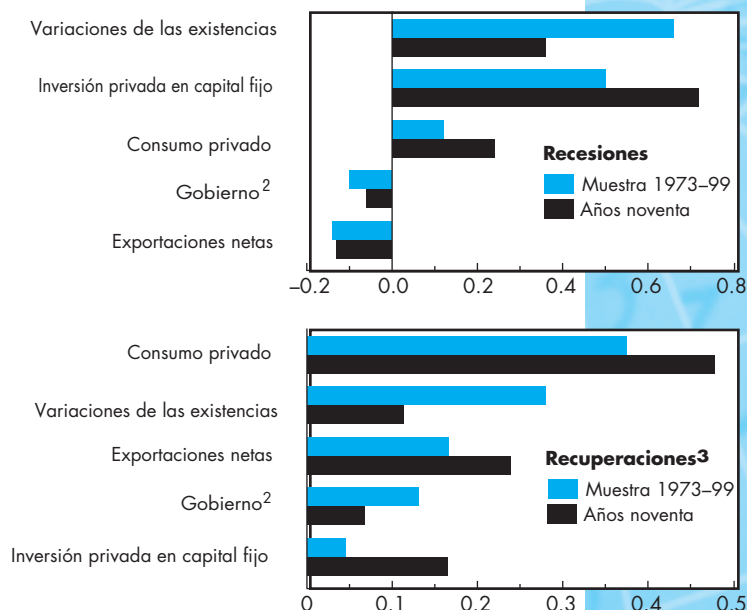 Variaciones de las existencias
Inversión privada en capital fijo
Consumo privado
Gobierno2
Exportaciones netas
Recesiones
Muestra 1973–99
Años noventa
–0.2 0.0 0.2 0.4 0.6 0.8
Consumo privado
Variaciones de las existencias
Exportaciones netas
Gobierno2
Inversión privada en capital fijo
Recuperaciones3
Muestra 1973–99
Años noventa
0 0.1 0.2 0.3 0.4 0.5